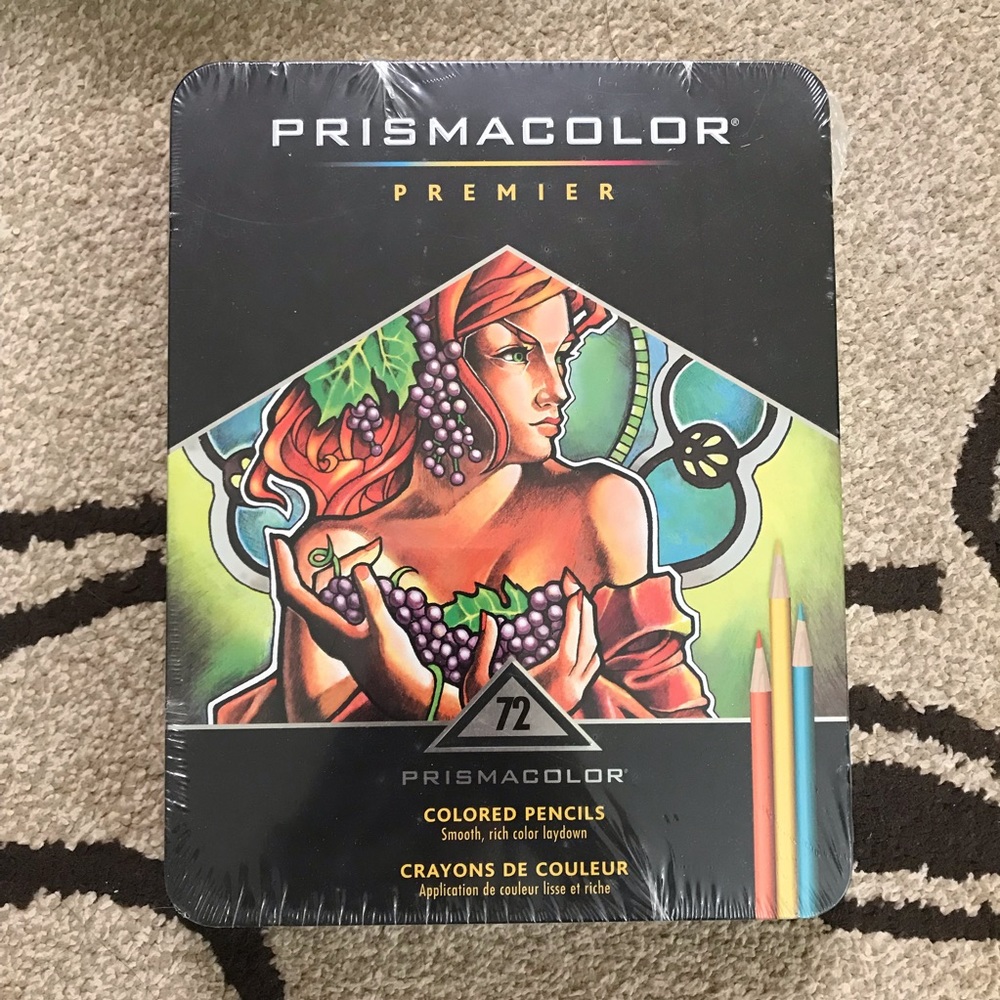 PRISMACOLOR®
PREMIER
72
PRISMACOLOR®
COLORED PENCILS
Smooth, rich color laydown
CRAYONS DE COULEUR
Application de couleur lisse et riche